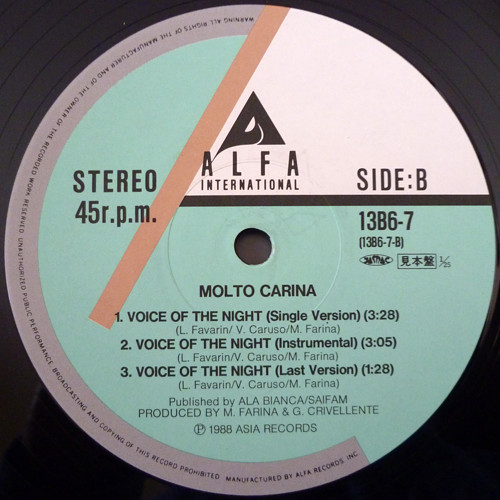 ALFA
INTERNATIONAL
STEREO
45r.p.m.
SIDE:B
13B6-7
(13B6-7-B)
見本盤 1/25
MOLTO CARINA
1. VOICE OF THE NIGHT (Single Version) (3:28)
(L. Favarin/ V. Caruso/M. Farina)
2. VOICE OF THE NIGHT (Instrumental) (3:05)
(L. Favarin/V. Caruso/M. Farina)
3. VOICE OF THE NIGHT (Last Version) (1:28)
(L. Favarin/V. Caruso/M. Farina)
Published by ALA BIANCA/SAIFAM
PRODUCED BY M. FARINA & G. CRIVELLENTE
℗ 1988 ASIA RECORDS
ALL RIGHTS OF THE MANUFACTURER AND OF THE OWNER OF THE RECORDED WORK RESERVED UNAUTHORIZED PUBLIC PERFORMANCE, BROADCASTING AND COPYING OF THIS RECORD PROHIBITED MANUFACTURED BY ALFA RECORDS, INC.